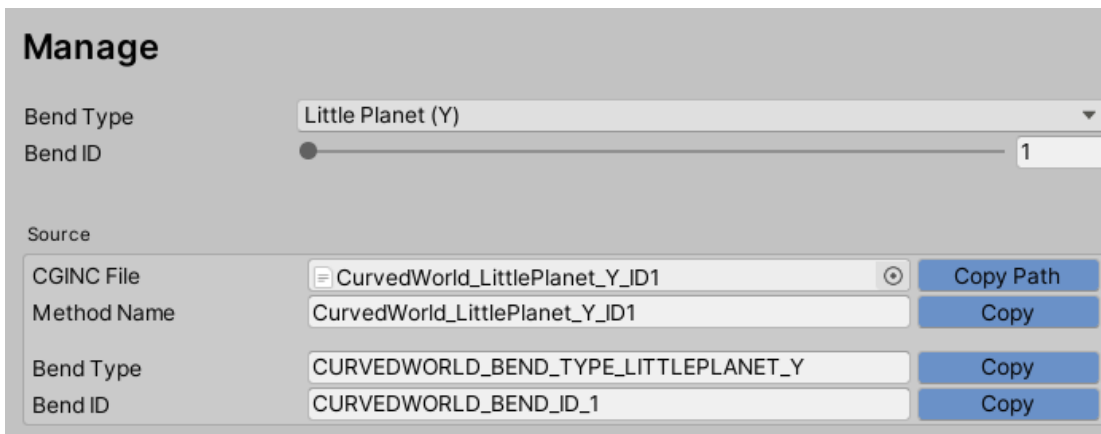 Manage
Bend Type Little Planet (Y)
Bend ID 1
Source
CGINC File CurvedWorld_LittlePlanet_Y_ID1 Copy Path
Method Name CurvedWorld_LittlePlanet_Y_ID1 Copy
Bend Type CURVEDWORLD_BEND_TYPE_LITTLEPLANET_Y Copy
Bend ID CURVEDWORLD_BEND_ID_1 Copy